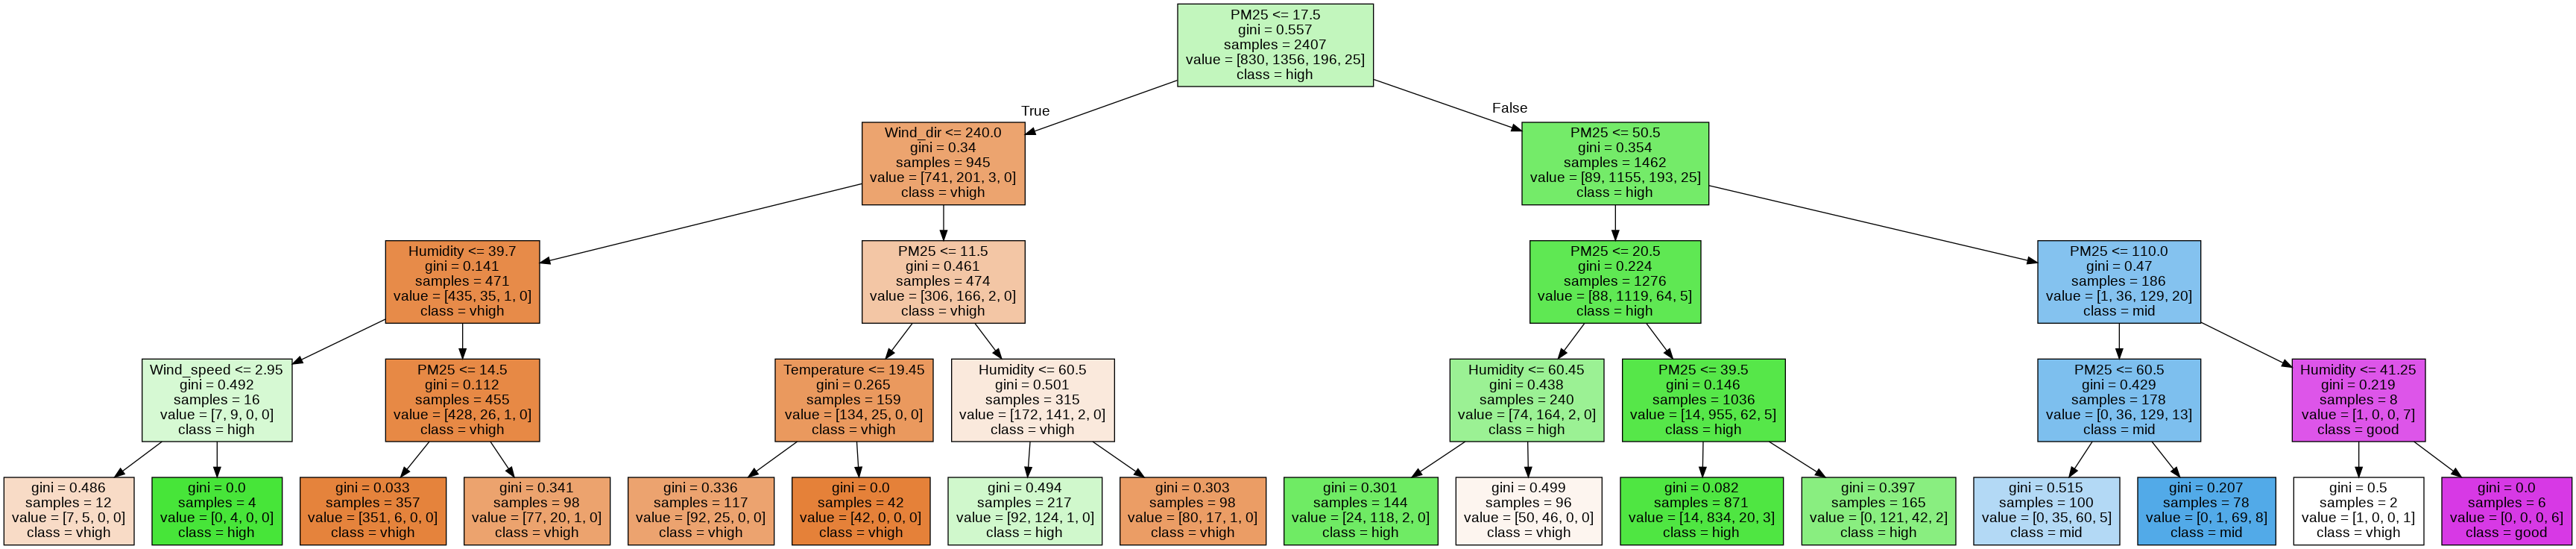 PM25 <= 17.5
gini = 0.557
samples = 2407
value = [830, 1356, 196, 25]
class = high
True
False
Wind_dir <= 240.0
gini = 0.34
samples = 945
value = [741, 201, 3, 0]
class = vhigh
PM25 <= 50.5
gini = 0.354
samples = 1462
value = [89, 1155, 193, 25]
class = high
Humidity <= 39.7
gini = 0.141
samples = 471
value = [435, 35, 1, 0]
class = vhigh
PM25 <= 11.5
gini = 0.461
samples = 474
value = [306, 166, 2, 0]
class = vhigh
PM25 <= 20.5
gini = 0.224
samples = 1276
value = [88, 1119, 64, 5]
class = high
PM25 <= 110.0
gini = 0.47
samples = 186
value = [1, 36, 129, 20]
class = mid
Wind_speed <= 2.95
gini = 0.492
samples = 16
value = [7, 9, 0, 0]
class = high
PM25 <= 14.5
gini = 0.112
samples = 455
value = [428, 26, 1, 0]
class = vhigh
Temperature <= 19.45
gini = 0.265
samples = 159
value = [134, 25, 0, 0]
class = vhigh
Humidity <= 60.5
gini = 0.501
samples = 315
value = [172, 141, 2, 0]
class = vhigh
Humidity <= 60.45
gini = 0.438
samples = 240
value = [74, 164, 2, 0]
class = high
PM25 <= 39.5
gini = 0.146
samples = 1036
value = [14, 955, 62, 5]
class = high
PM25 <= 60.5
gini = 0.429
samples = 178
value = [0, 36, 129, 13]
class = mid
Humidity <= 41.25
gini = 0.219
samples = 8
value = [1, 0, 0, 7]
class = good
gini = 0.486
samples = 12
value = [7, 5, 0, 0]
class = vhigh
gini = 0.0
samples = 4
value = [0, 4, 0, 0]
class = high
gini = 0.033
samples = 357
value = [351, 6, 0, 0]
class = vhigh
gini = 0.341
samples = 98
value = [77, 20, 1, 0]
class = vhigh
gini = 0.336
samples = 117
value = [92, 25, 0, 0]
class = vhigh
gini = 0.0
samples = 42
value = [42, 0, 0, 0]
class = vhigh
gini = 0.494
samples = 217
value = [92, 124, 1, 0]
class = high
gini = 0.303
samples = 98
value = [80, 17, 1, 0]
class = vhigh
gini = 0.301
samples = 144
value = [24, 118, 2, 0]
class = high
gini = 0.499
samples = 96
value = [50, 46, 0, 0]
class = vhigh
gini = 0.082
samples = 871
value = [14, 834, 20, 3]
class = high
gini = 0.397
samples = 165
value = [0, 121, 42, 2]
class = high
gini = 0.515
samples = 100
value = [0, 35, 60, 5]
class = mid
gini = 0.207
samples = 78
value = [0, 1, 69, 8]
class = mid
gini = 0.5
samples = 2
value = [1, 0, 0, 1]
class = vhigh
gini = 0.0
samples = 6
value = [0, 0, 0, 6]
class = good